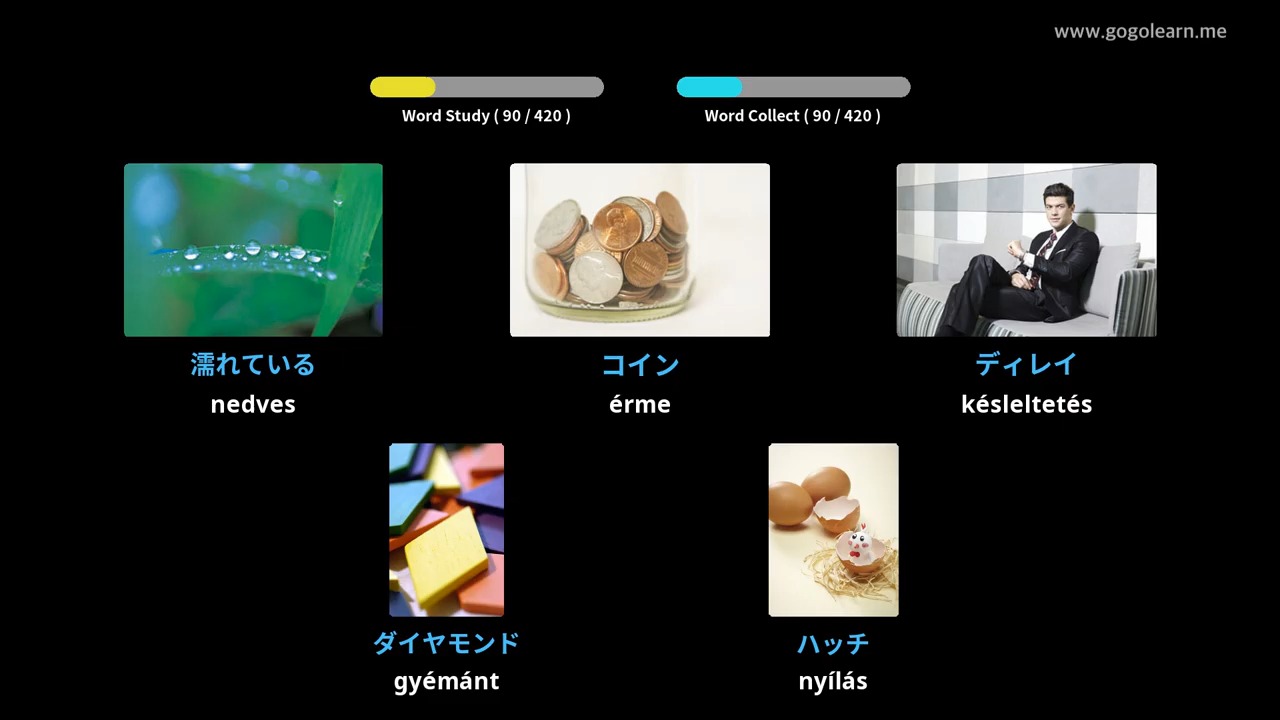 www.gogolearn.me
Word Study ( 90 / 420 )
Word Collect ( 90 / 420 )
濡れている
nedves
コイン
érme
ディレイ
késleltetés
ダイヤモンド
gyémánt
ハッチ
nyílás